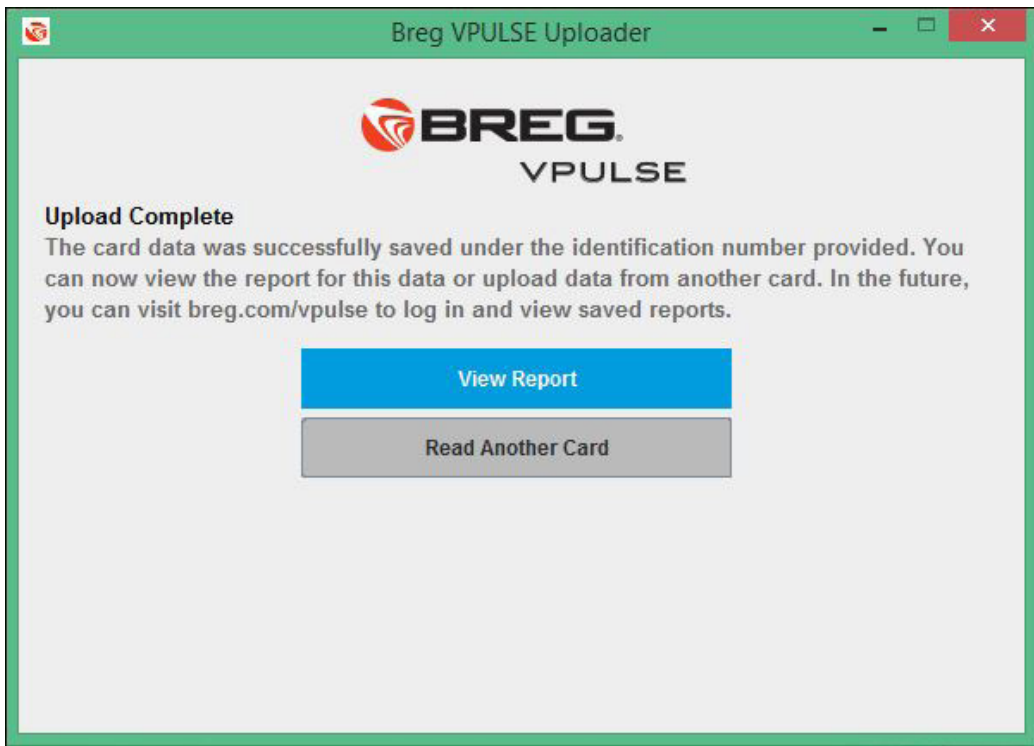 Breg VPULSE Uploader
BREG.
VPULSE
Upload Complete
The card data was successfully saved under the identification number provided. You
can now view the report for this data or upload data from another card. In the future,
you can visit breg.com/vpulse to log in and view saved reports.
View Report
Read Another Card